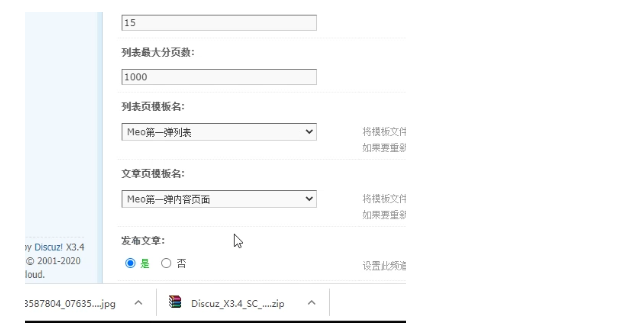 15
列表最大分页数:
1000
列表页模板名:
Meo第一弹列表
将模板文件
如果要重新
文章页模板名:
Meo第一弹内容页面
将模板文件
如果要重新
发布文章:
是 否
设置此频道
by Discuz! X3.4
© 2001-2020
loud.
3587804_07635....jpg
Discuz_X3.4_SC_....zip